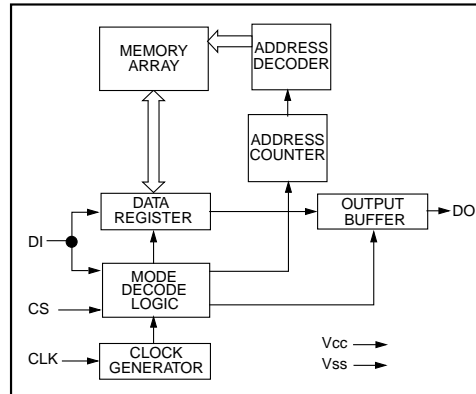 MEMORY
ARRAY
ADDRESS
DECODER
ADDRESS
COUNTER
DATA
REGISTER
OUTPUT
BUFFER
DO
DI
MODE
DECODE
LOGIC
CS
CLK
CLOCK
GENERATOR
Vcc
Vss